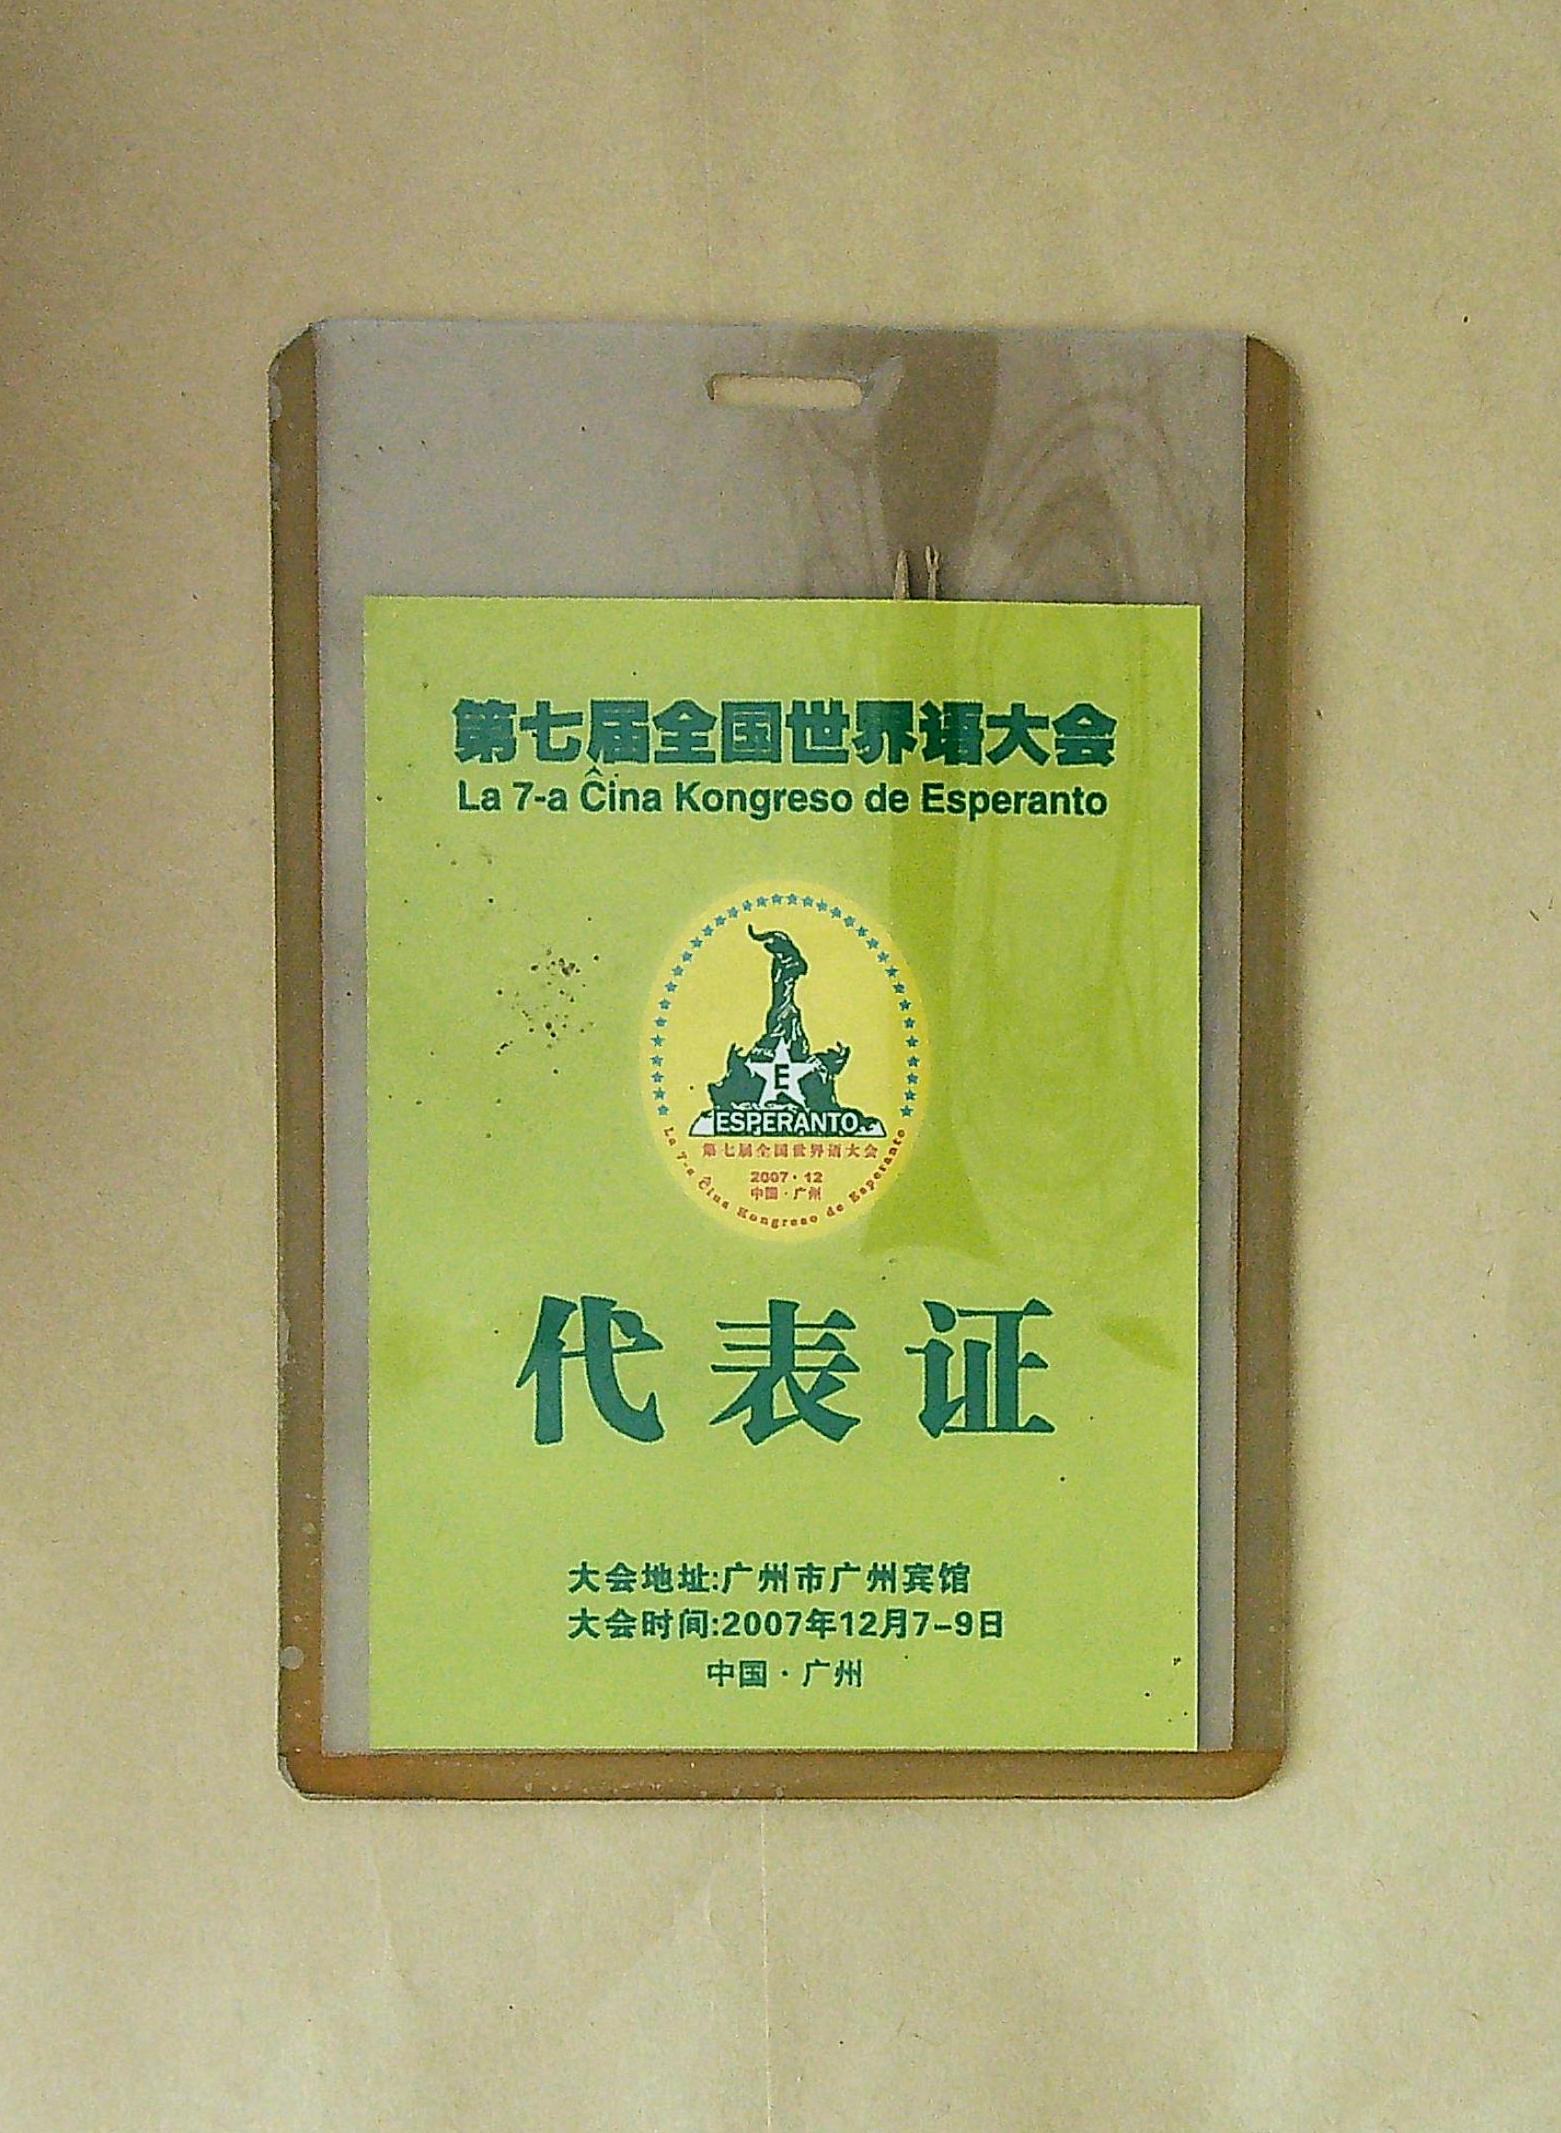 第七届全国世界语大会
La 7-a Ĉina Kongreso de Esperanto
E
ESPERANTO
第七届全国世界语大会
2007·12
中国·广州
La 7-a Ĉina Kongreso de Esperanto
代表证
大会地址:广州市广州宾馆
大会时间:2007年12月7-9日
中国·广州